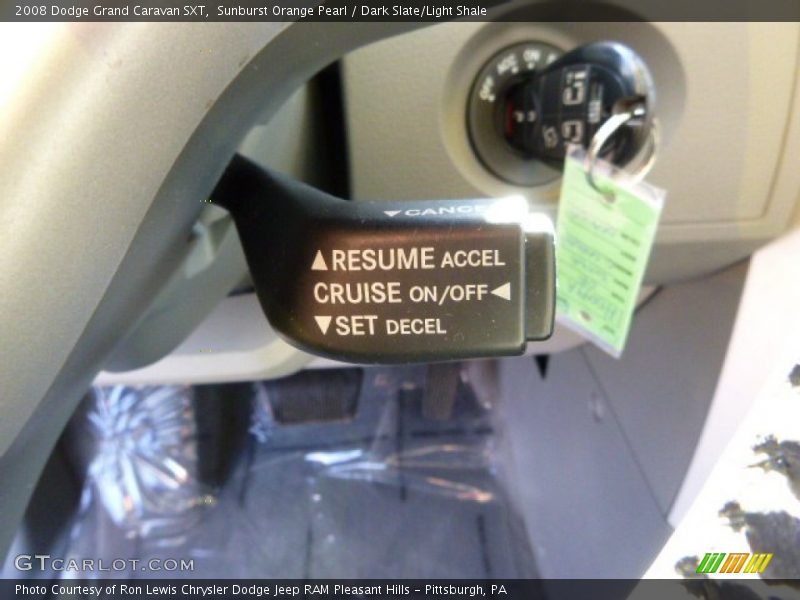 2008 Dodge Grand Caravan SXT, Sunburst Orange Pearl / Dark Slate/Light Shale
▼CANCEL
▲RESUME ACCEL
CRUISE ON/OFF◀
▼SET DECEL
GTCARLOT.COM
Photo Courtesy of Ron Lewis Chrysler Dodge Jeep RAM Pleasant Hills - Pittsburgh, PA